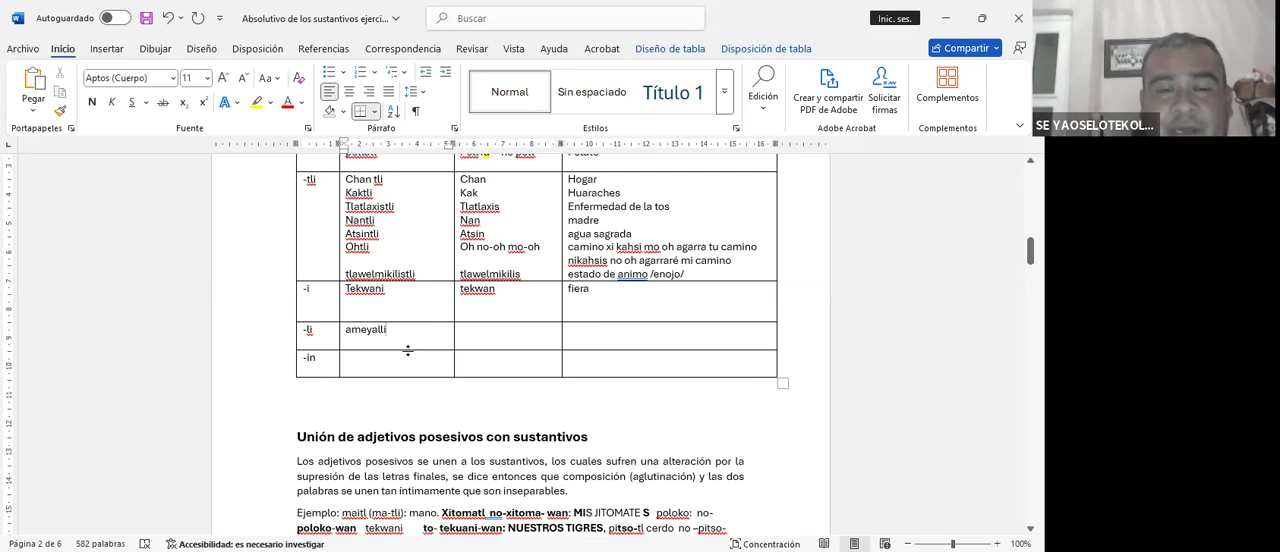 Autoguardado
Absolutivo de los sustantivos ejerci...
Buscar
Inic. ses.
Archivo Inicio Insertar Dibujar Diseño Disposición Referencias Correspondencia Revisar Vista Ayuda Acrobat Diseño de tabla Disposición de tabla
Compartir
Aptos (Cuerpo) 11
Pegar
Normal
Sin espaciado
Título 1
Edición
Crear y compartir PDF de Adobe
Solicitar firmas
Complementos
Portapapeles Fuente Párrafo Estilos Adobe Acrobat Complementos
SE YAOSELOTEKOL...
-tli Chan tli Chan Hogar
Kaktli Kak Huaraches
Tlatlaxistli Tlatlaxis Enfermedad de la tos
Nantli Nan madre
Atsintli Atsin agua sagrada
Ohtli Oh no-oh mo-oh camino xi kahsi mo oh agarra tu camino
nikahsis no oh agarraré mi camino
tlawelmikilistli tlawelmikilis estado de animo /enojo/
-i Tekwani tekwan fiera
-li ameyalli
-in
Unión de adjetivos posesivos con sustantivos
Los adjetivos posesivos se unen a los sustantivos, los cuales sufren una alteración por la
supresión de las letras finales, se dice entonces que composición (aglutinación) y las dos
palabras se unen tan íntimamente que son inseparables.
Ejemplo: maitl (ma-tli): mano. Xitomatl no-xitoma- wan: MIS JITOMATE S poloko: no-
poloko-wan tekwani to- tekuani-wan: NUESTROS TIGRES, pitso-tl cerdo no –pitso-
Página 2 de 6 582 palabras Accesibilidad: es necesario investigar Concentración 100%